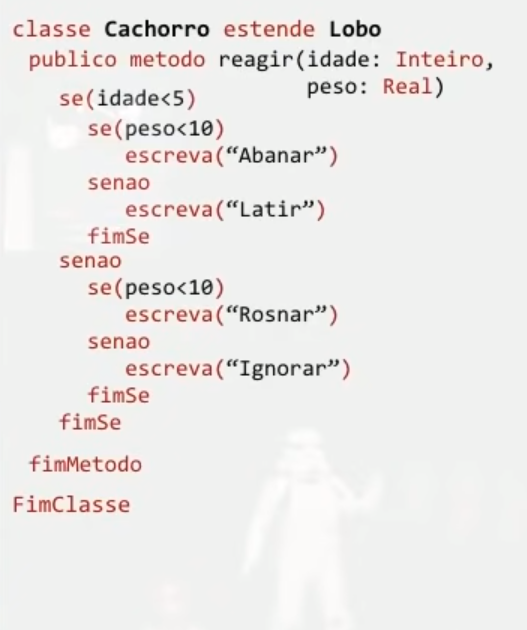 classe Cachorro estende Lobo
publico metodo reagir(idade: Inteiro,
peso: Real)
se(idade<5)
se(peso<10)
escreva(“Abanar”)
senao
escreva(“Latir”)
fimSe
senao
se(peso<10)
escreva(“Rosnar”)
senao
escreva(“Ignorar”)
fimSe
fimSe
fimMetodo
FimClasse